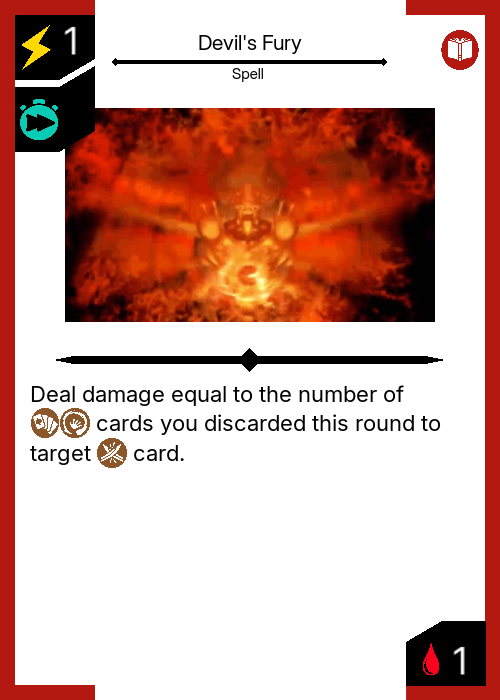 1
Devil's Fury
Spell
Deal damage equal to the number of
cards you discarded this round to
target card.
1